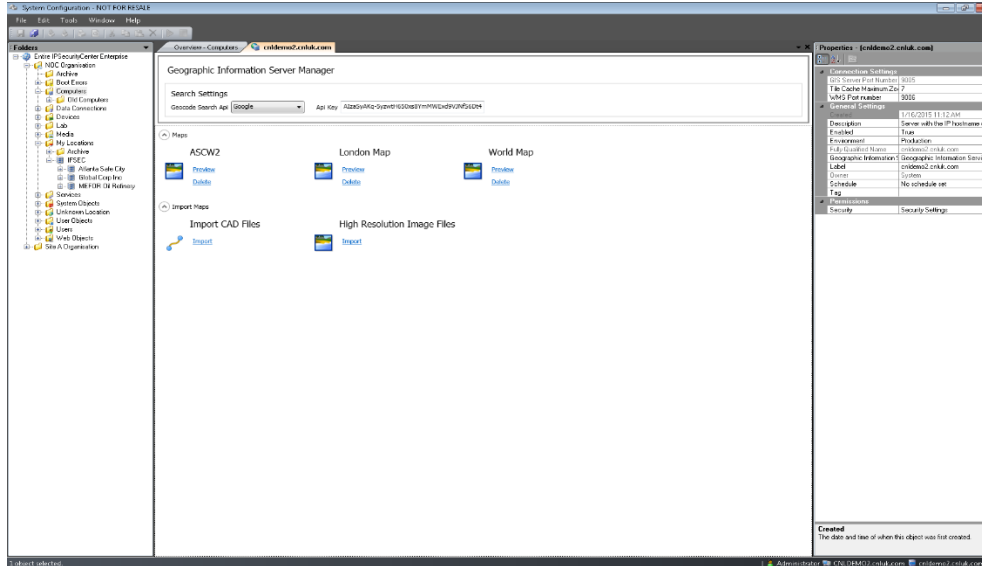 System Configuration - NOT FOR RESALE
File Edit Tools Window Help
Folders
Entire IPSecurityCenter Enterprise
NOC Organisation
Archive
Boot Errors
Computers
Old Computers
Data Connections
Devices
Lab
Media
My Locations
Archive
IPSEC
Atlanta Safe City
Global Corp Inc
MEFOR Oil Refinery
Services
System Objects
Unknown Location
User Objects
Users
Web Objects
Site A Organisation
Overview - Computers cnldemo2.cnluk.com
Geographic Information Server Manager
Search Settings
Geocode Search Api Google Api Key
Maps
ASCW2 London Map World Map
Preview Preview Preview
Delete Delete Delete
Import Maps
Import CAD Files High Resolution Image Files
Import Import
Properties - [cnldemo2.cnluk.com]
Connection Settings
GIS Server Port Number 9005
Tile Cache Maximum Zo 7
WMS Port number 9006
General Settings
Created 1/16/2015 11:12 AM
Description Server with the IP hostname
Enabled True
Environment Production
Fully Qualified Name cnldemo2.cnluk.com
Geographic Information Geographic Information Servi
Label cnldemo2.cnluk.com
Owner System
Schedule No schedule set
Tag
Permissions
Security Security Settings
Created
The date and time of when this object was first created
1 object selected. Administrator CNLDEMO2.cnluk.com cnldemo2.cnluk.com